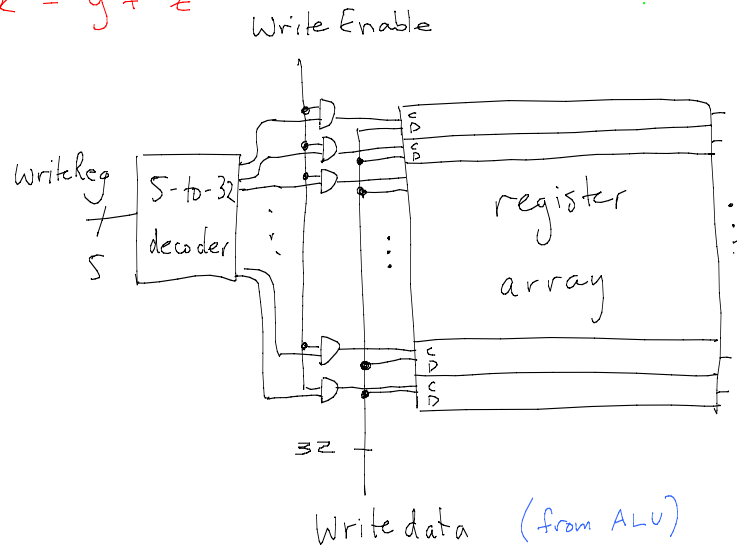 x = y + z
Write Enable
C
D
C
D
WriteReg
5
5-to-32
decoder
register
array
C
D
C
D
32
Write data (from ALU)